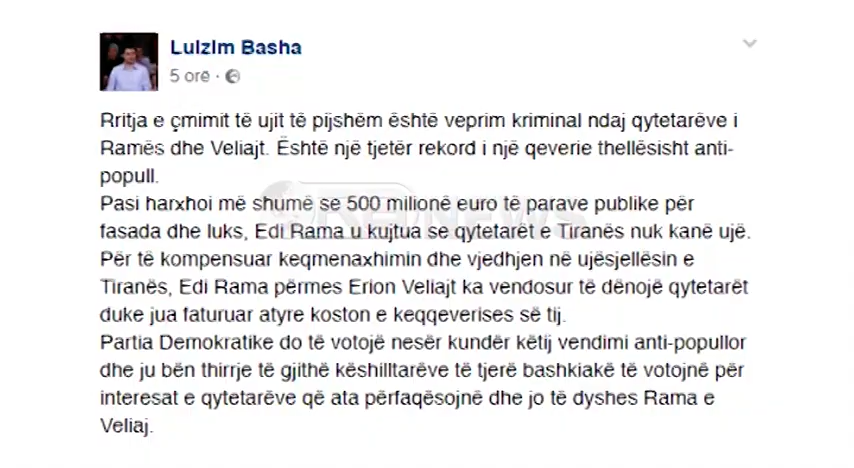 Lulzim Basha
5 orë
Rritja e çmimit të ujit të pijshëm është veprim kriminal ndaj qytetarëve i
Ramës dhe Veliajt. Është një tjetër rekord i një qeverie thellësisht anti-
popull.
Pasi harxhoi më shumë se 500 milionë euro të parave publike për
fasada dhe luks, Edi Rama u kujtua se qytetarët e Tiranës nuk kanë ujë.
Për të kompensuar keqmenaxhimin dhe vjedhjen në ujësjellësin e
Tiranës, Edi Rama përmes Erion Veliajt ka vendosur të dënojë qytetarët
duke jua faturuar atyre koston e keqqeverises së tij.
Partia Demokratike do të votojë nesër kundër këtij vendimi anti-popullor
dhe ju bën thirrje të gjithë këshilltarëve të tjerë bashkiakë të votojnë për
interesat e qytetarëve që ata përfaqësojnë dhe jo të dyshes Rama e
Veliaj.
NEWS